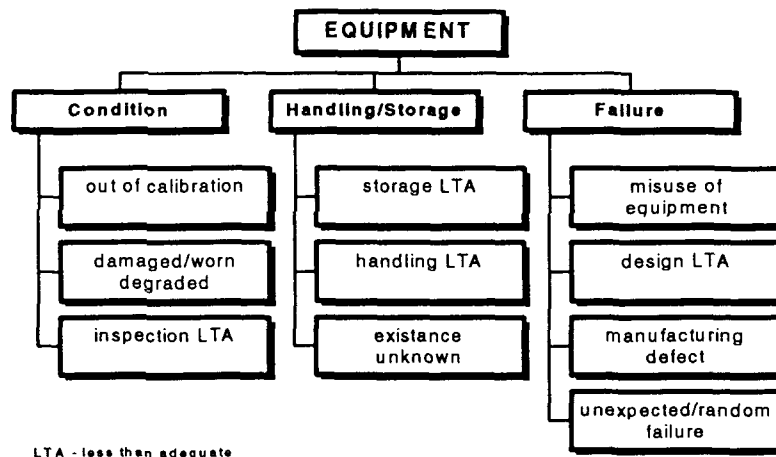 EQUIPMENT
Condition
out of calibration
damaged/worn
degraded
inspection LTA
Handling/Storage
storage LTA
handling LTA
existance
unknown
Failure
misuse of
equipment
design LTA
manufacturing
defect
unexpected/random
failure
LTA - less than adequate